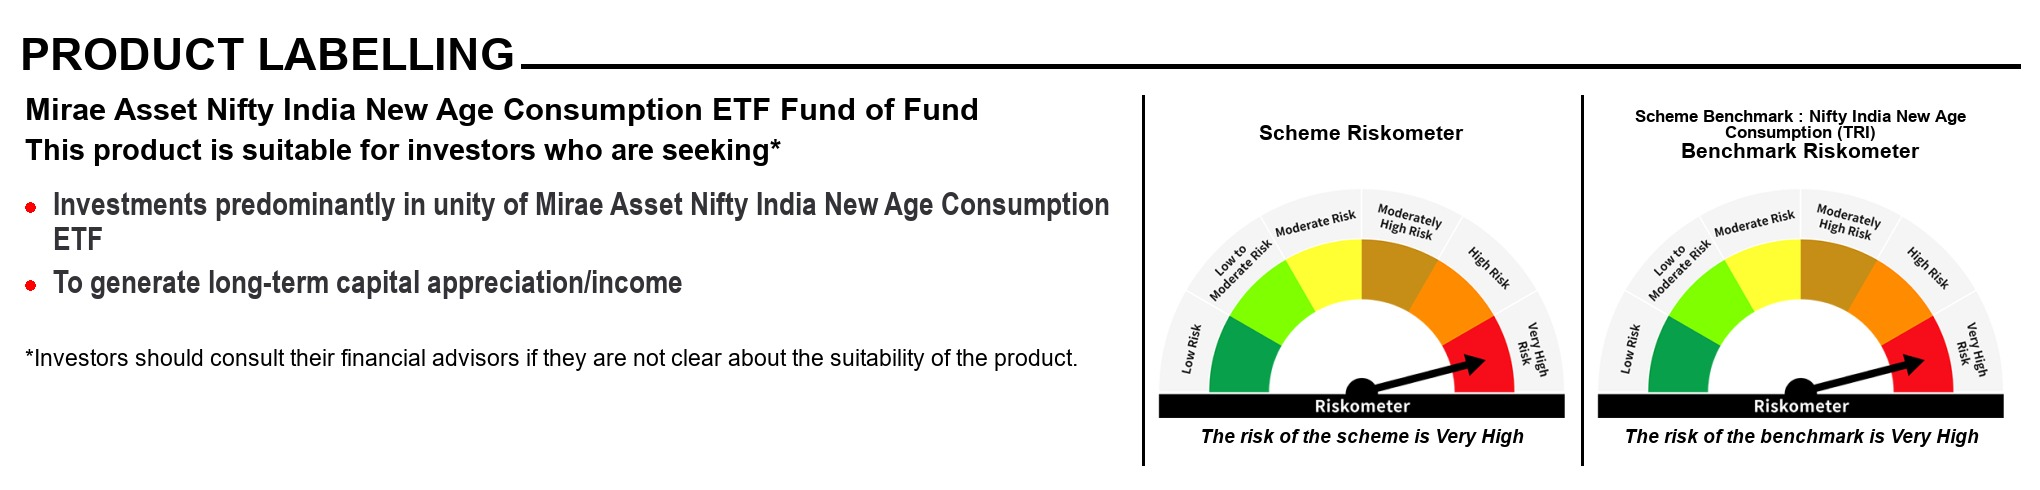 PRODUCT LABELLING
Mirae Asset Nifty India New Age Consumption ETF Fund of Fund
This product is suitable for investors who are seeking*
Investments predominantly in unity of Mirae Asset Nifty India New Age Consumption
ETF
To generate long-term capital appreciation/income
*Investors should consult their financial advisors if they are not clear about the suitability of the product.
Scheme Riskometer
Low Risk
Low to
Moderate Risk
Moderate Risk
Moderately
High Risk
High Risk
Very High
Risk
Riskometer
The risk of the scheme is Very High
Scheme Benchmark : Nifty India New Age
Consumption (TRI)
Benchmark Riskometer
Low Risk
Low to
Moderate Risk
Moderate Risk
Moderately
High Risk
High Risk
Very High
Risk
Riskometer
The risk of the benchmark is Very High